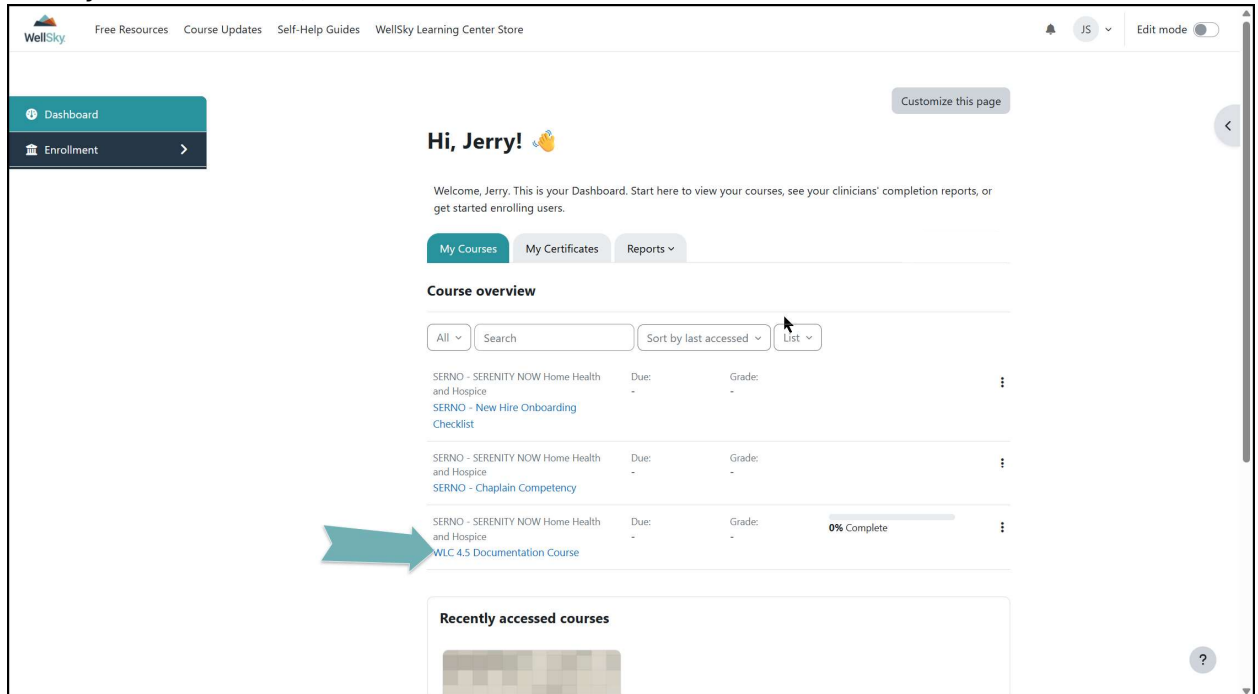 WellSky.
Free Resources Course Updates Self-Help Guides WellSky Learning Center Store
JS Edit mode
Customize this page
Dashboard
Enrollment
Hi, Jerry!
Welcome, Jerry. This is your Dashboard. Start here to view your courses, see your clinicians' completion reports, or
get started enrolling users.
My Courses My Certificates Reports
Course overview
All Search Sort by last accessed List
SERNO - SERENITY NOW Home Health Due: Grade:
and Hospice - -
SERNO - New Hire Onboarding
Checklist
SERNO - SERENITY NOW Home Health Due: Grade:
and Hospice - -
SERNO - Chaplain Competency
SERNO - SERENITY NOW Home Health Due: Grade: 0% Complete
and Hospice - -
WLC 4.5 Documentation Course
Recently accessed courses
?